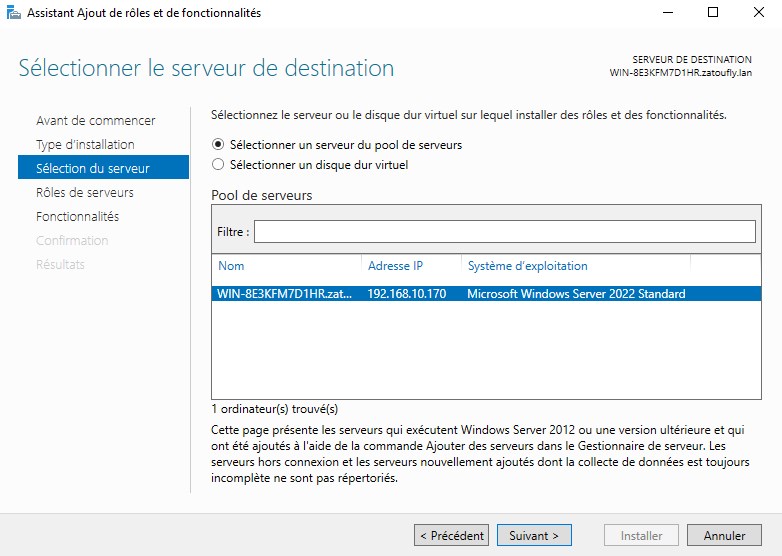 Assistant Ajout de rôles et de fonctionnalités
Sélectionner le serveur de destination
SERVEUR DE DESTINATION
WIN-8E3KFM7D1HR.zatoufly.lan
Avant de commencer
Type d'installation
Sélection du serveur
Rôles de serveurs
Fonctionnalités
Confirmation
Résultats
Sélectionnez le serveur ou le disque dur virtuel sur lequel installer des rôles et des fonctionnalités.
Sélectionner un serveur du pool de serveurs
Sélectionner un disque dur virtuel
Pool de serveurs
Filtre :
Nom Adresse IP Système d'exploitation
WIN-8E3KFM7D1HR.zat... 192.168.10.170 Microsoft Windows Server 2022 Standard
1 ordinateur(s) trouvé(s)
Cette page présente les serveurs qui exécutent Windows Server 2012 ou une version ultérieure et qui
ont été ajoutés à l'aide de la commande Ajouter des serveurs dans le Gestionnaire de serveur. Les
serveurs hors connexion et les serveurs nouvellement ajoutés dont la collecte de données est toujours
incomplète ne sont pas répertoriés.
< Précédent Suivant > Installer Annuler